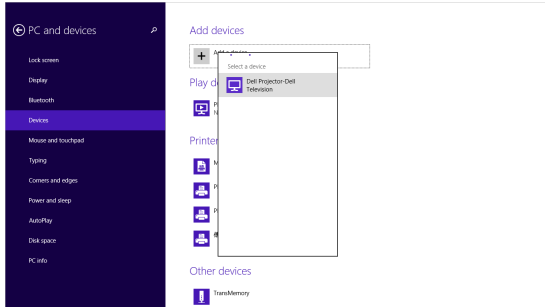 PC and devices
Lock screen
Display
Bluetooth
Devices
Mouse and touchpad
Typing
Corners and edges
Power and sleep
AutoPlay
Disk space
PC info
Add devices
Select a device
Dell Projector-Dell
Television
Play d
P
N
Printer
M
P
P
Other devices
TransMemory